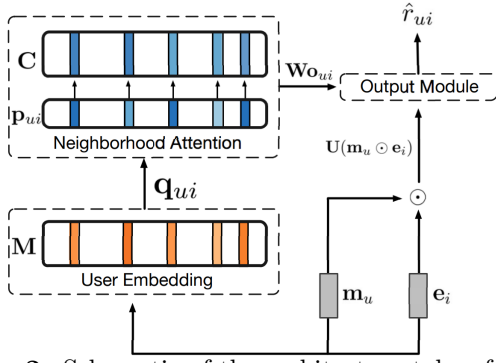 r̂ui
C
Woui
Output Module
pui
Neighborhood Attention
U(mu ⊙ ei)
qui
⊙
M
User Embedding
mu
ei